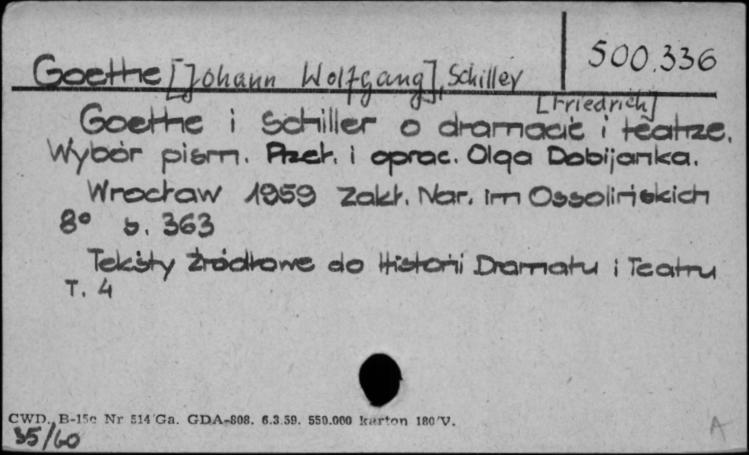 500.336
Goethe [Johann Wolfgang], Schiller
[Friedrich]
Goethe i Schiller o dramacie i teatrze.
Wybór pism. Przeł. i oprac. Olga Dobijanka.
Wrocław 1959 Zakł. Nar. im Ossolińskich
8° s. 363
Teksty źródłowe do Historii Dramatu i Teatru
T. 4
CWD. B-15c Nr 514 Ga. GDA-808. 6.3.59. 550.000 karton 180 V.
35/60
A